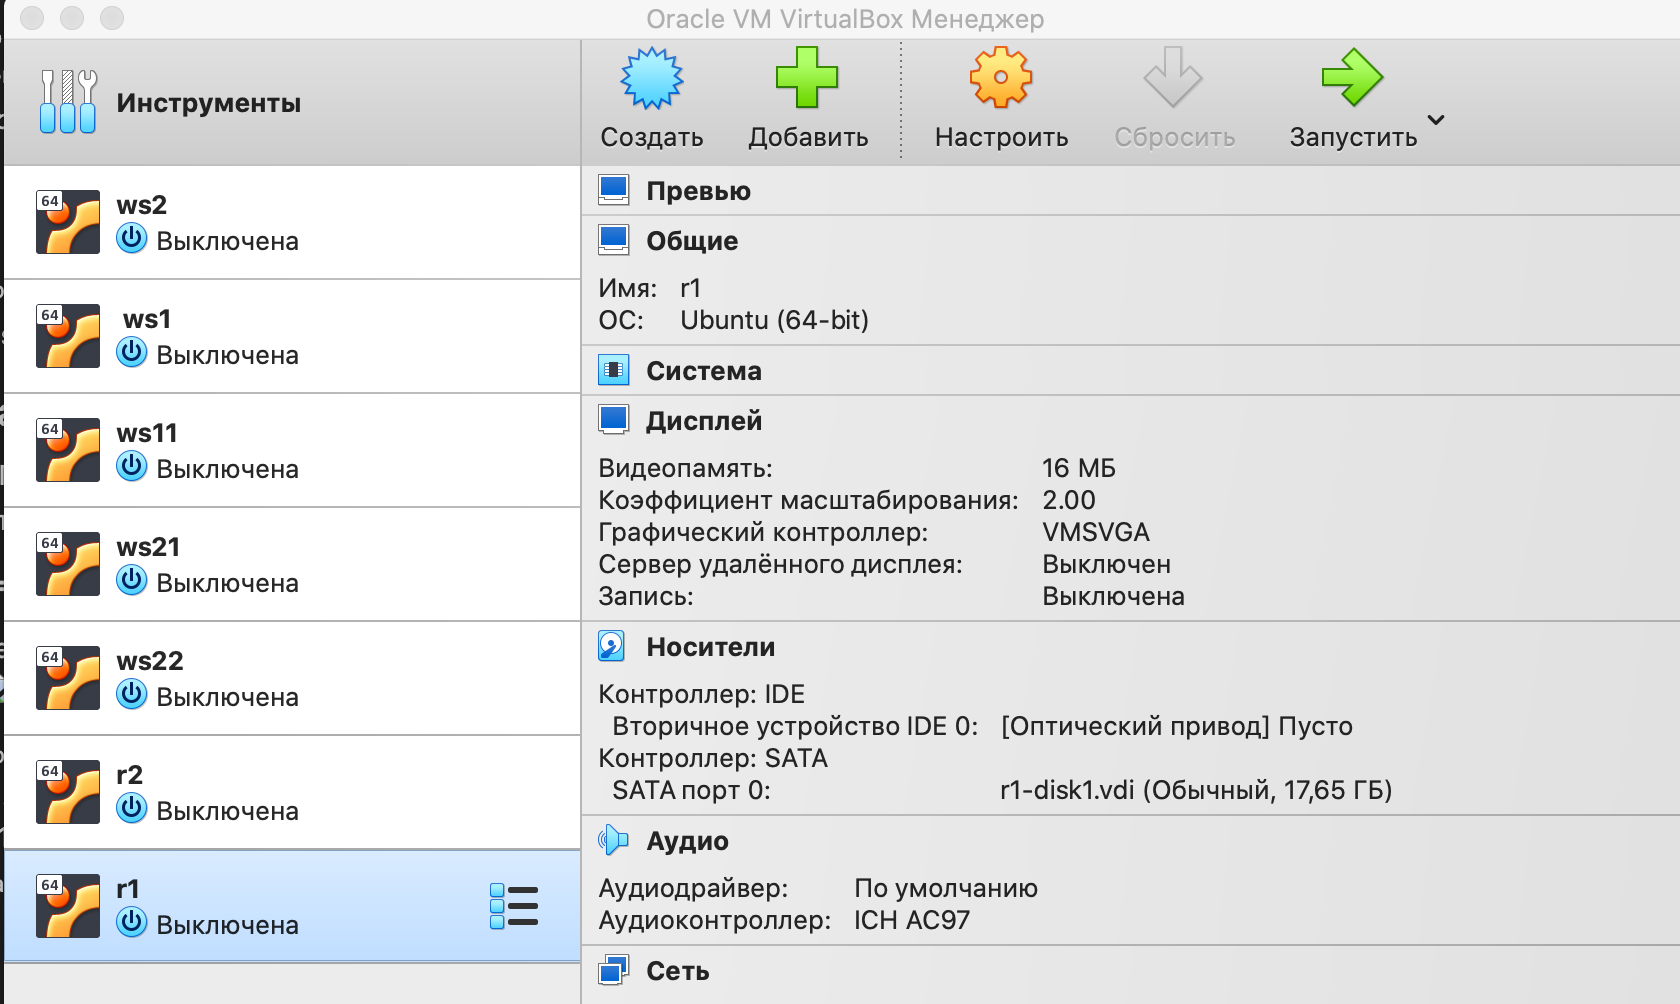 Oracle VM VirtualBox Менеджер
Инструменты
Создать
Добавить
Настроить
Сбросить
Запустить
64
ws2
Выключена
64
ws1
Выключена
64
ws11
Выключена
64
ws21
Выключена
64
ws22
Выключена
64
r2
Выключена
64
r1
Выключена
Превью
Общие
Имя: r1
ОС: Ubuntu (64-bit)
Система
Дисплей
Видеопамять: 16 МБ
Коэффициент масштабирования: 2.00
Графический контроллер: VMSVGA
Сервер удалённого дисплея: Выключен
Запись: Выключена
Носители
Контроллер: IDE
Вторичное устройство IDE 0: [Оптический привод] Пусто
Контроллер: SATA
SATA порт 0: r1-disk1.vdi (Обычный, 17,65 ГБ)
Аудио
Аудиодрайвер: По умолчанию
Аудиоконтроллер: ICH AC97
Сеть